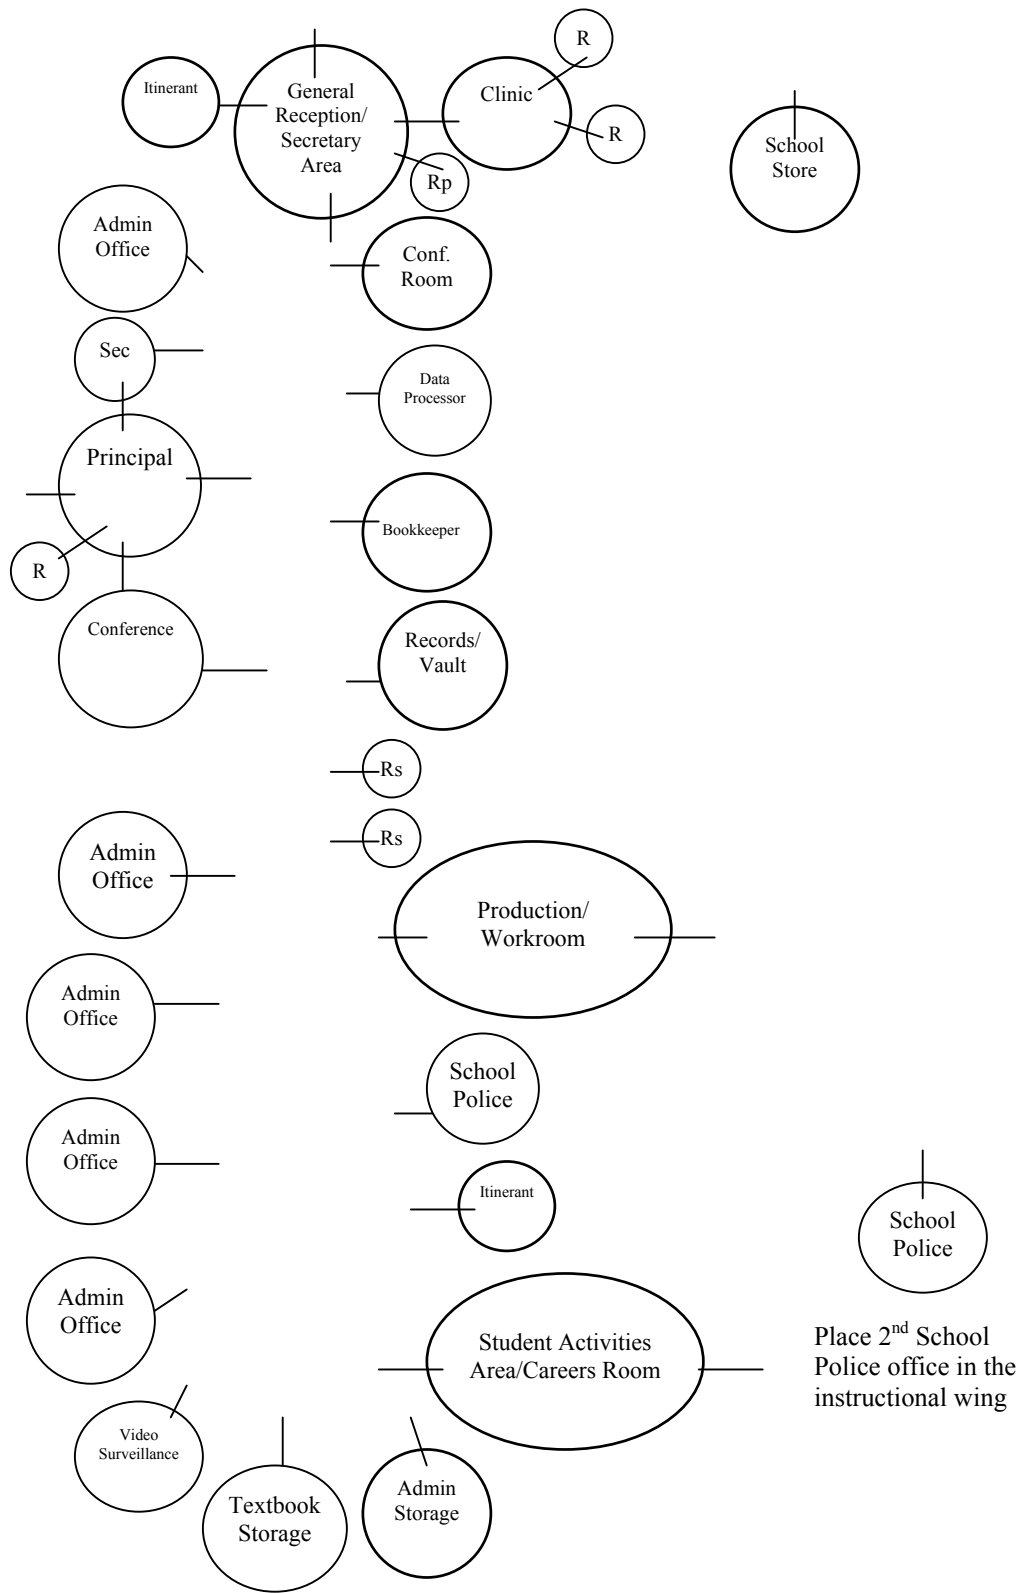 R
Itinerant
General
Reception/
Secretary
Area
Clinic
R
School
Store
Rp
Admin
Office
Conf.
Room
Sec
Data
Processor
Principal
Bookkeeper
R
Conference
Records/
Vault
Rs
Rs
Admin
Office
Production/
Workroom
Admin
Office
School
Police
Admin
Office
Itinerant
School
Police
Admin
Office
Student Activities
Area/Careers Room
Place 2nd School
Police office in the
instructional wing
Video
Surveillance
Textbook
Storage
Admin
Storage